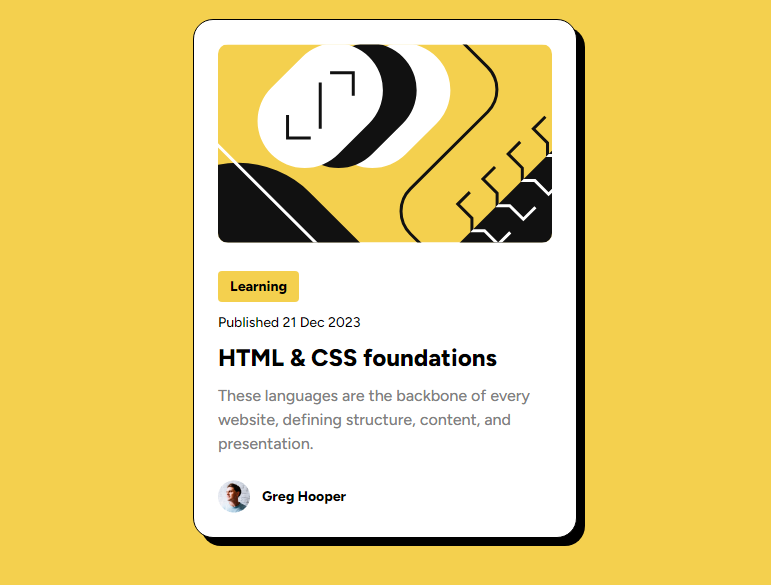 Learning
Published 21 Dec 2023
HTML & CSS foundations
These languages are the backbone of every
website, defining structure, content, and
presentation.
Greg Hooper